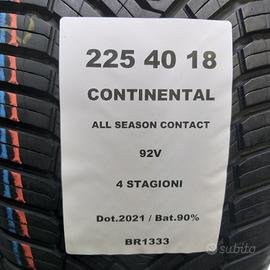 225 40 18
CONTINENTAL
ALL SEASON CONTACT
92V
4 STAGIONI
Dot.2021 / Bat.90%
BR1333
subito